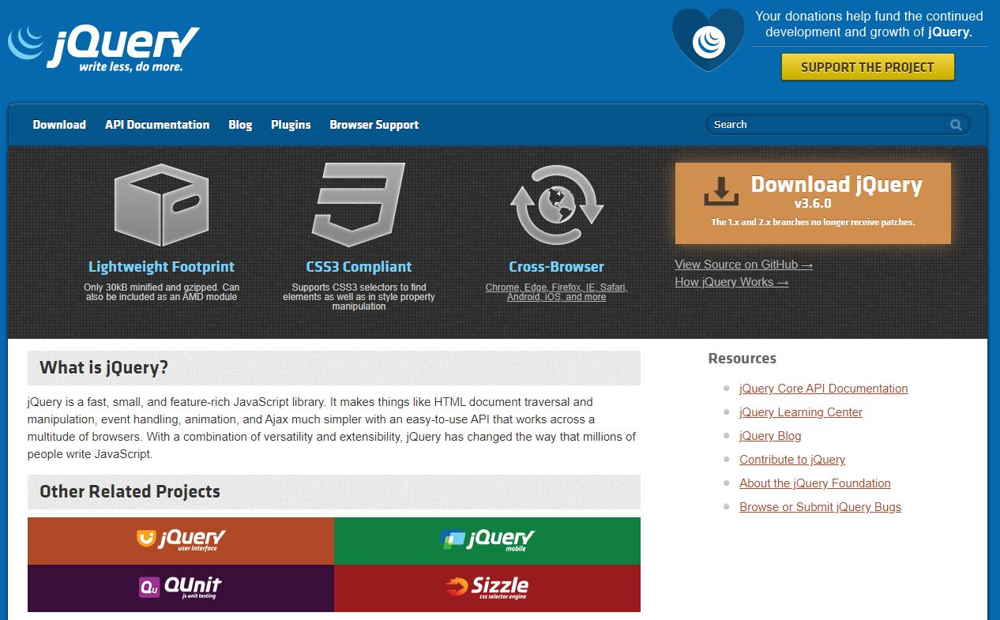 jQuery
write less, do more.
Your donations help fund the continued
development and growth of jQuery.
SUPPORT THE PROJECT
Download API Documentation Blog Plugins Browser Support
Search
Lightweight Footprint
Only 30kB minified and gzipped. Can
also be included as an AMD module
CSS3 Compliant
Supports CSS3 selectors to find
elements as well as in style property
manipulation
Cross-Browser
Chrome, Edge, Firefox, IE, Safari,
Android, iOS, and more
Download jQuery
v3.6.0
The 1.x and 2.x branches no longer receive patches.
View Source on GitHub →
How jQuery Works →
What is jQuery?
jQuery is a fast, small, and feature-rich JavaScript library. It makes things like HTML document traversal and
manipulation, event handling, animation, and Ajax much simpler with an easy-to-use API that works across a
multitude of browsers. With a combination of versatility and extensibility, jQuery has changed the way that millions of
people write JavaScript.
Other Related Projects
jQuery
user interface
jQuery
mobile
Qu QUnit
js unit testing
Sizzle
css selector engine
Resources
jQuery Core API Documentation
jQuery Learning Center
jQuery Blog
Contribute to jQuery
About the jQuery Foundation
Browse or Submit jQuery Bugs